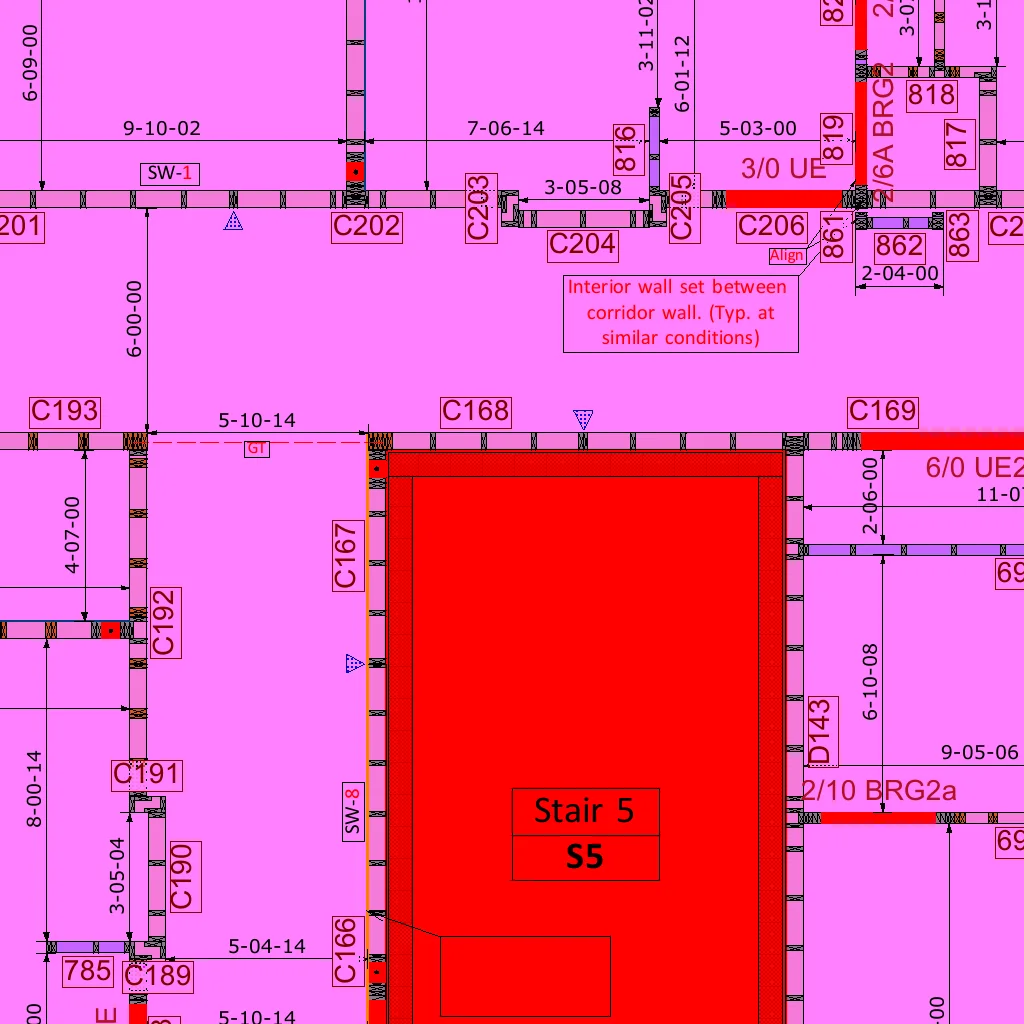 6-09-00
3-11-02
6-01-12
2/6A BRG2
818
817
9-10-02
7-06-14
816
5-03-00
819
3/0 UE
SW-1
3-05-08
201
C202
C203
C204
C205
C206
861
862
863
Align
2-04-00
Interior wall set between
corridor wall. (Typ. at
similar conditions)
6-00-00
C193
5-10-14
C168
C169
GT
6/0 UE2
2-06-00
4-07-00
C167
C192
6-10-08
D143
9-05-06
C191
2/10 BRG2a
8-00-14
SW-8
Stair 5
S5
3-05-04
C190
C166
5-04-14
785
C189
5-10-14